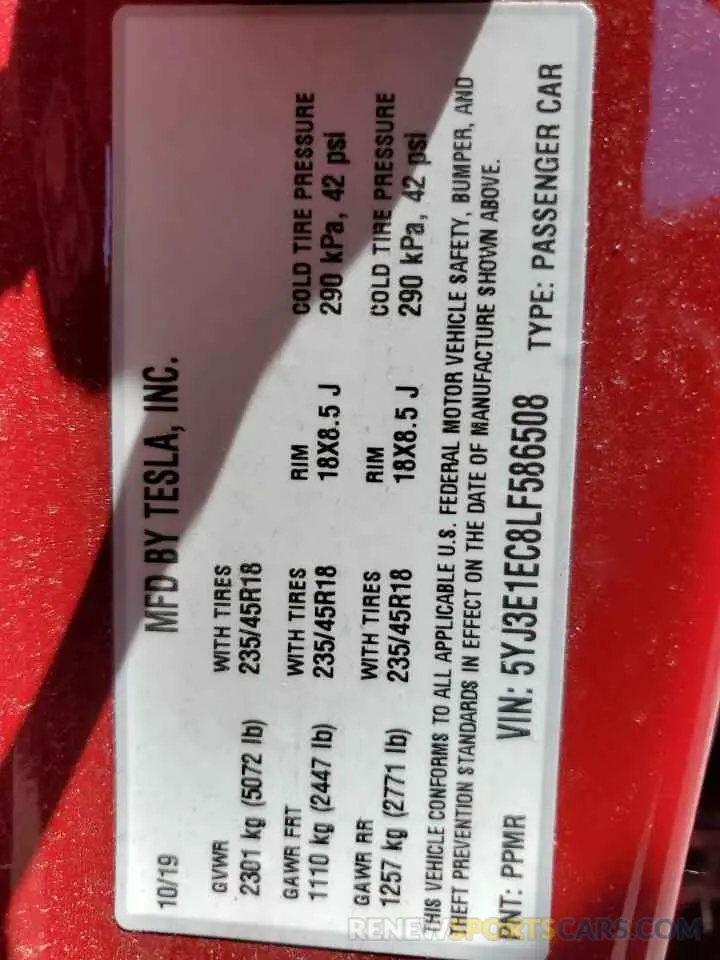 10/19 MFD BY TESLA, INC.
GVWR WITH TIRES
2301 kg (5072 lb) 235/45R18
GAWR FRT WITH TIRES RIM COLD TIRE PRESSURE
1110 kg (2447 lb) 235/45R18 18X8.5 J 290 kPa, 42 psi
GAWR RR WITH TIRES RIM COLD TIRE PRESSURE
1257 kg (2771 lb) 235/45R18 18X8.5 J 290 kPa, 42 psi
THIS VEHICLE CONFORMS TO ALL APPLICABLE U.S. FEDERAL MOTOR VEHICLE SAFETY, BUMPER, AND
THEFT PREVENTION STANDARDS IN EFFECT ON THE DATE OF MANUFACTURE SHOWN ABOVE.
PNT: PPMR VIN: 5YJ3E1EC8LF586508 TYPE: PASSENGER CAR
RENEWSPORTSCARS.COM